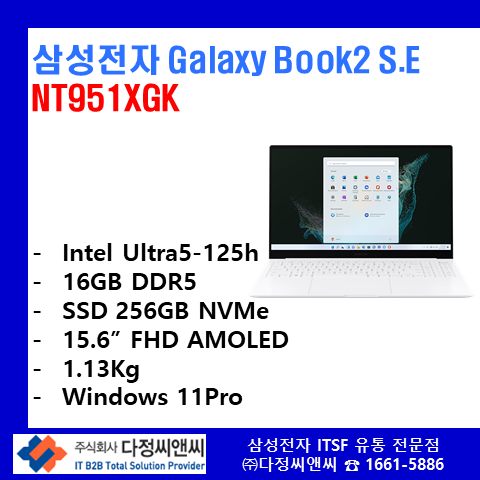 삼성전자 Galaxy Book2 S.E
NT951XGK
- Intel Ultra5-125h
- 16GB DDR5
- SSD 256GB NVMe
- 15.6” FHD AMOLED
- 1.13Kg
- Windows 11Pro
주식회사 다정씨앤씨
IT B2B Total Solution Provider
삼성전자 ITSF 유통 전문점
㈜다정씨앤씨 ☎ 1661-5886